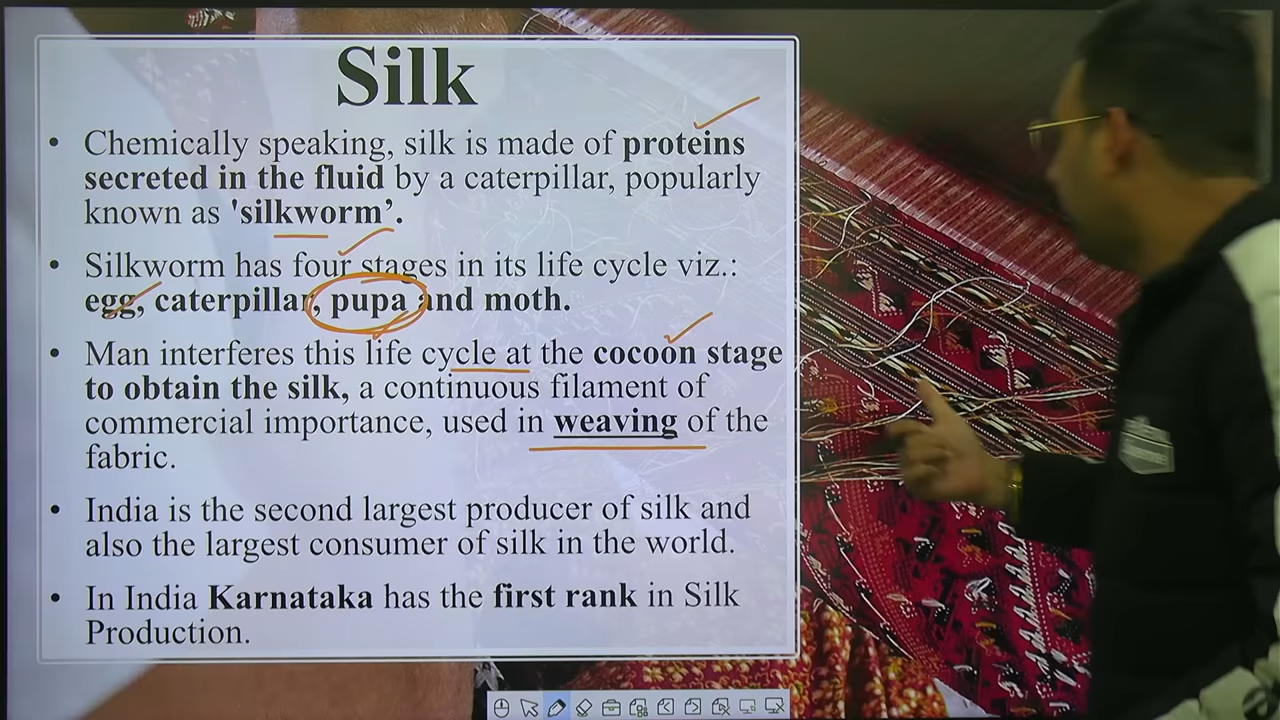 Silk
• Chemically speaking, silk is made of proteins
secreted in the fluid by a caterpillar, popularly
known as 'silkworm’.
• Silkworm has four stages in its life cycle viz.:
egg, caterpillar, pupa and moth.
• Man interferes this life cycle at the cocoon stage
to obtain the silk, a continuous filament of
commercial importance, used in weaving of the
fabric.
• India is the second largest producer of silk and
also the largest consumer of silk in the world.
• In India Karnataka has the first rank in Silk
Production.